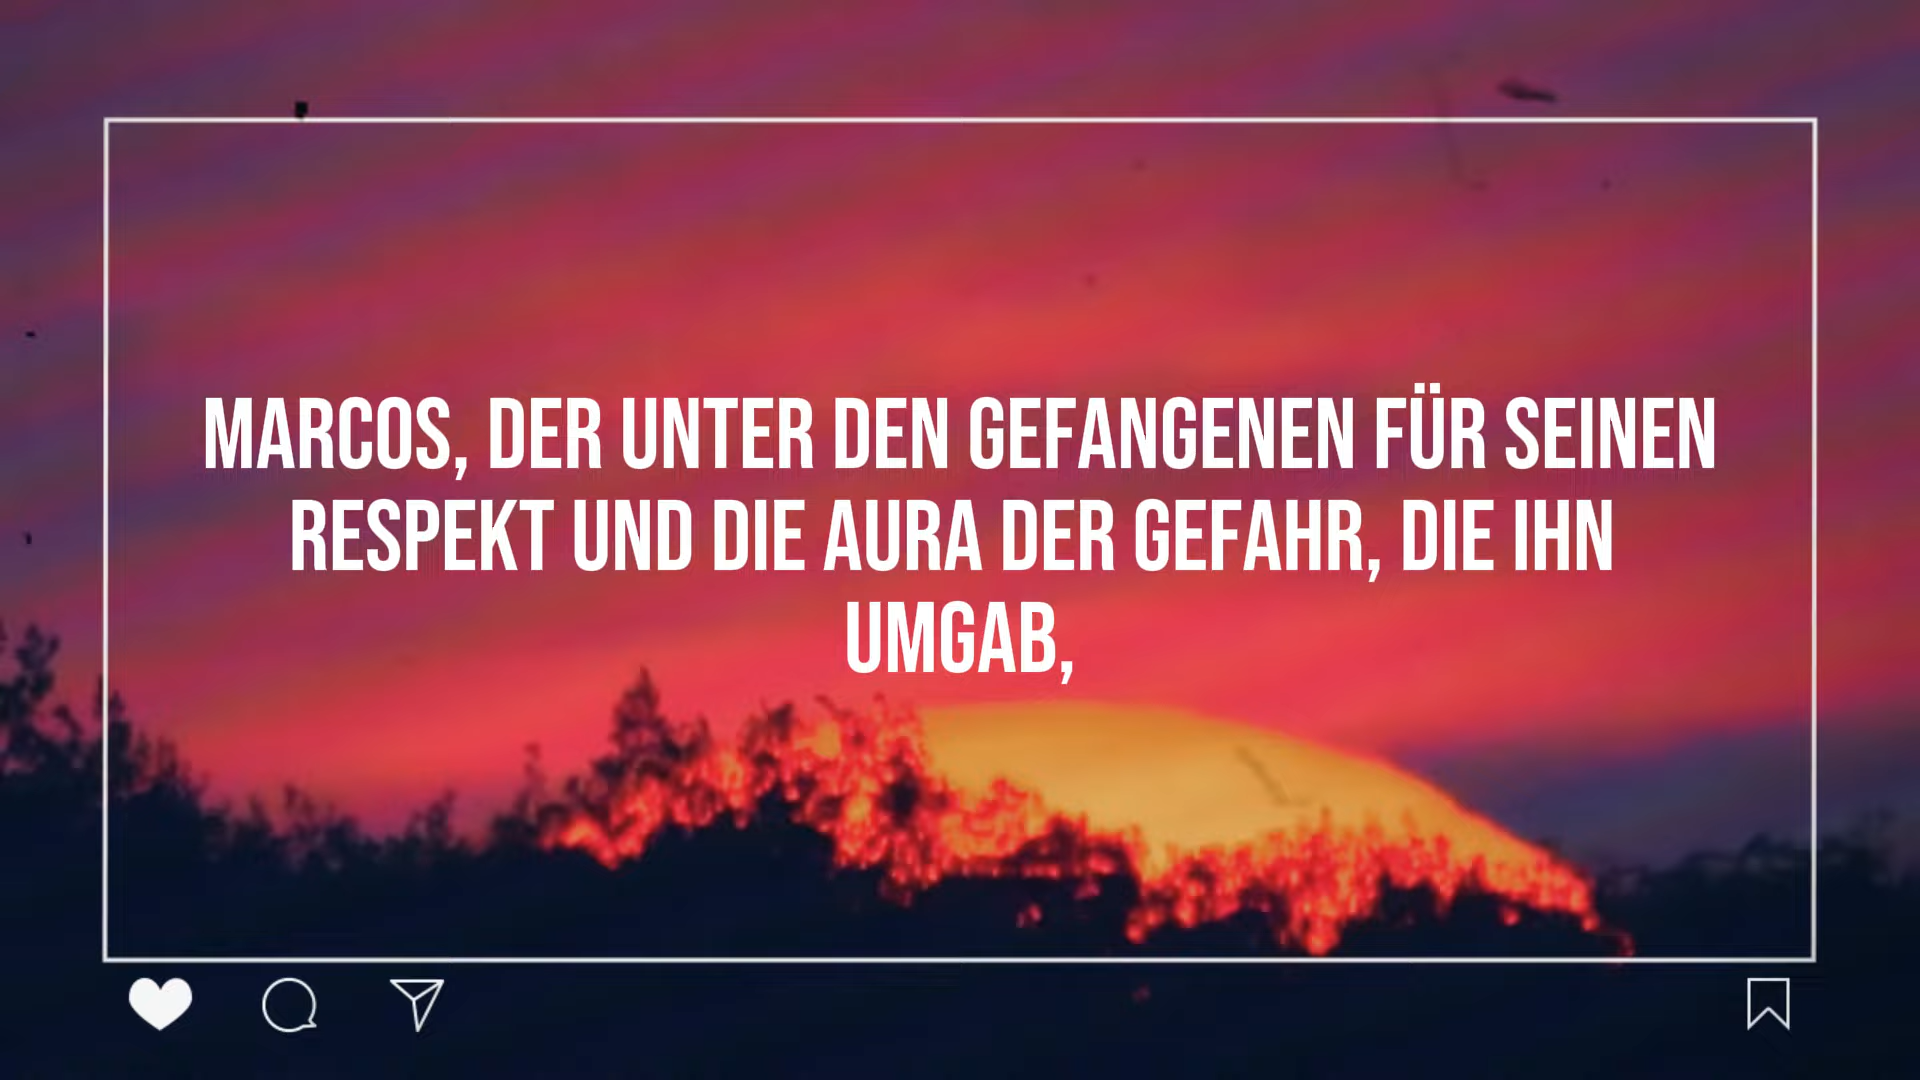 MARCOS, DER UNTER DEN GEFANGENEN FÜR SEINEN
RESPEKT UND DIE AURA DER GEFAHR, DIE IHN
UMGAB,